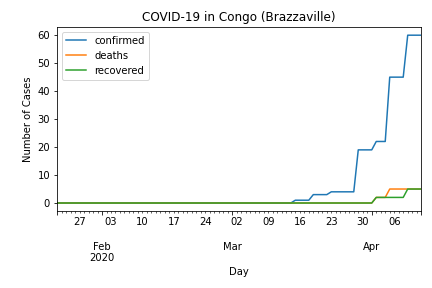 COVID-19 in Congo (Brazzaville)
confirmed
deaths
recovered
Number of Cases
60
50
40
30
20
10
0
27 03 10 17 24 02 09 16 23 30 06
Feb Mar Apr
2020
Day